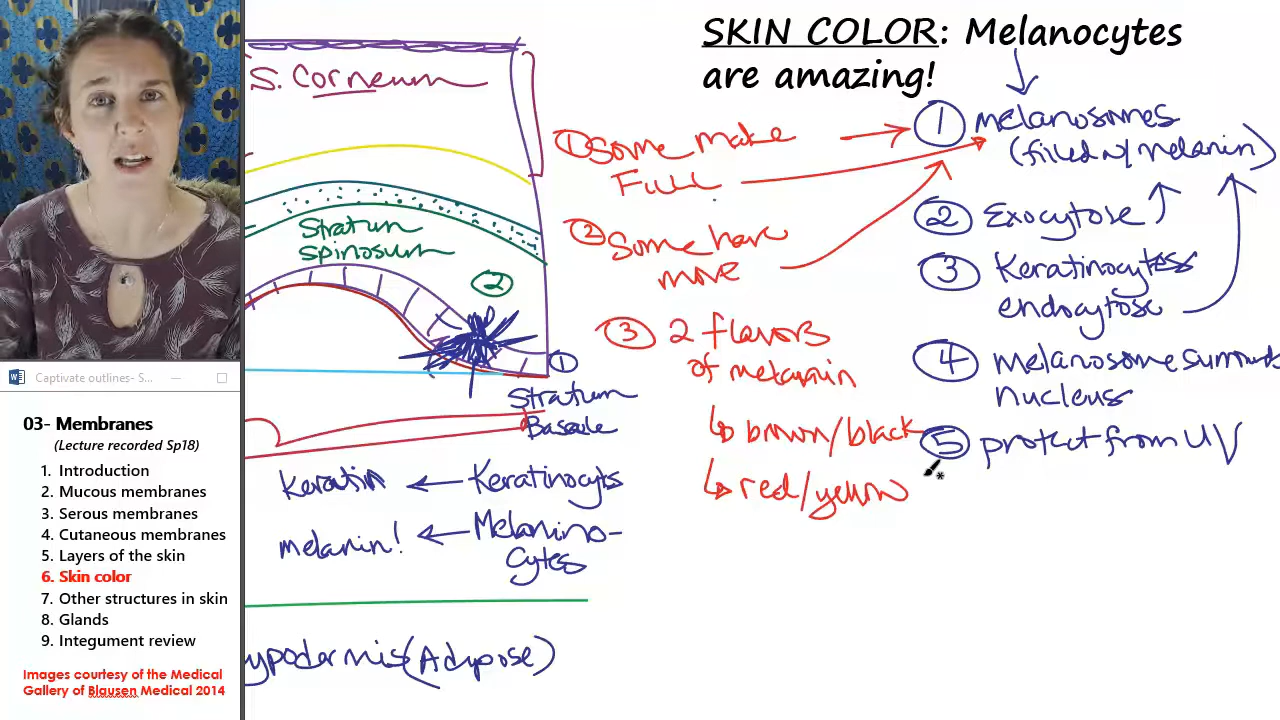 SKIN COLOR: Melanocytes
are amazing!
S. Corneum
Stratum
spinosum
2
1
Stratum
Basale
Keratin ← Keratinocyts
melanin! ← Melanino-
cytes
ypodermis (Adipose)
1 Some make
Full
2 Some have
more
3 2 flavors
of melanin
↳ brown/black
↳ red/yellow
1 melanosomes
(filled w/ melanin)
2 Exocytose
3 Keratinocytes
endocytose
4 melanosome surrounds
nucleus
5 protect from UV
*
Captivate outlines- S...
03- Membranes
(Lecture recorded Sp18)
1. Introduction
2. Mucous membranes
3. Serous membranes
4. Cutaneous membranes
5. Layers of the skin
6. Skin color
7. Other structures in skin
8. Glands
9. Integument review
Images courtesy of the Medical
Gallery of Blausen Medical 2014